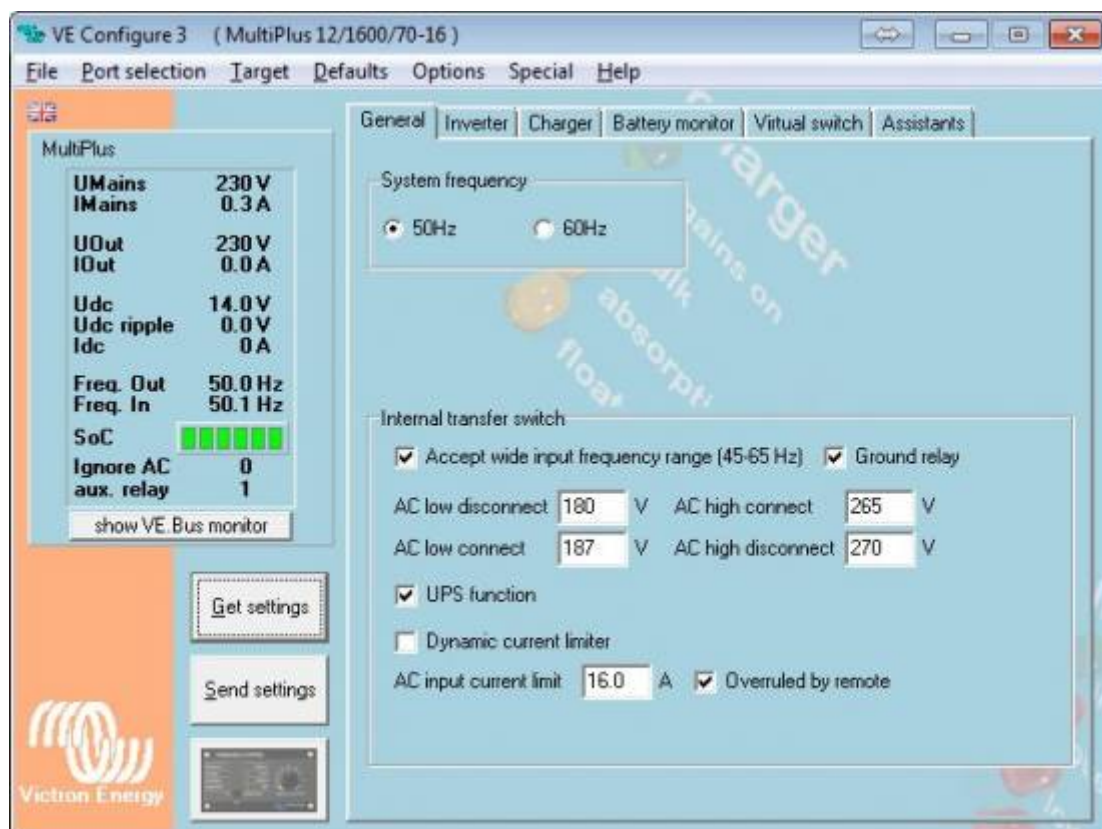 VE Configure 3 ( MultiPlus 12/1600/70-16 )
File Port selection Target Defaults Options Special Help
MultiPlus
UMains 230 V
IMains 0.3 A
UOut 230 V
IOut 0.0 A
Udc 14.0 V
Udc ripple 0.0 V
Idc 0 A
Freq. Out 50.0 Hz
Freq. In 50.1 Hz
SoC
Ignore AC 0
aux. relay 1
show VE.Bus monitor
Get settings
Send settings
victron energy
General Inverter Charger Battery monitor Virtual switch Assistants
System frequency
50Hz 60Hz
harger
mains on
bulk
absorpti
float
Internal transfer switch
Accept wide input frequency range (45-65 Hz) Ground relay
AC low disconnect 180 V AC high connect 265 V
AC low connect 187 V AC high disconnect 270 V
UPS function
Dynamic current limiter
AC input current limit 16.0 A Overruled by remote